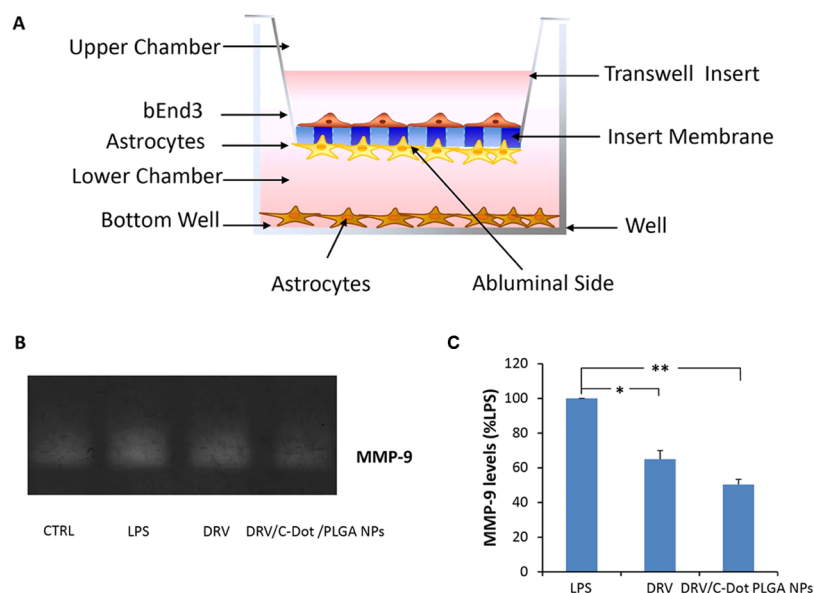 A
Upper Chamber
Transwell Insert
bEnd3
Insert Membrane
Astrocytes
Lower Chamber
Bottom Well
Well
Astrocytes
Abluminal Side
B
MMP-9
CTRL
LPS
DRV
DRV/C-Dot /PLGA NPs
C
MMP-9 levels (%LPS)
120
100
80
60
40
20
0
*
**
LPS
DRV
DRV/C-Dot PLGA NPs